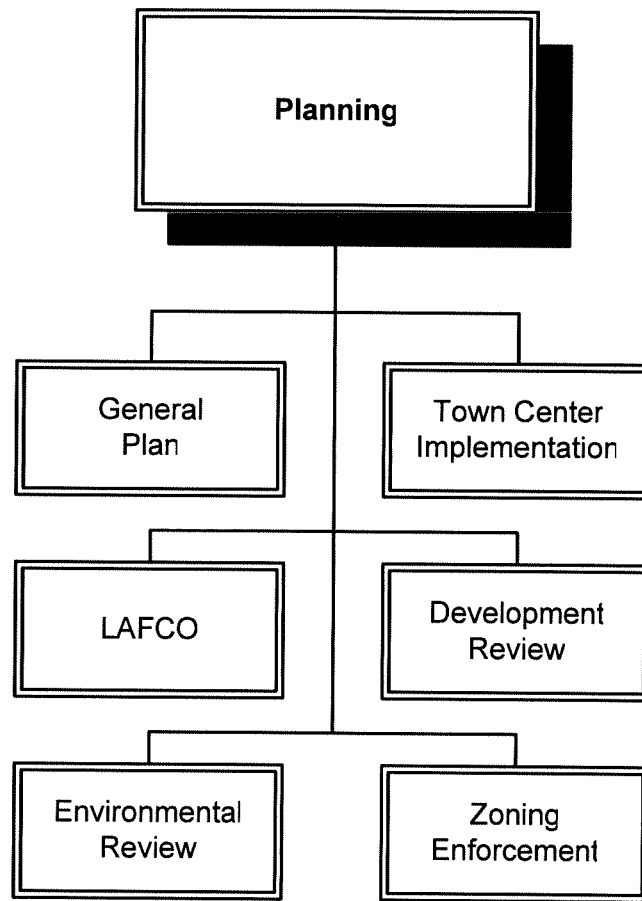 Planning
General
Plan
Town Center
Implementation
LAFCO
Development
Review
Environmental
Review
Zoning
Enforcement